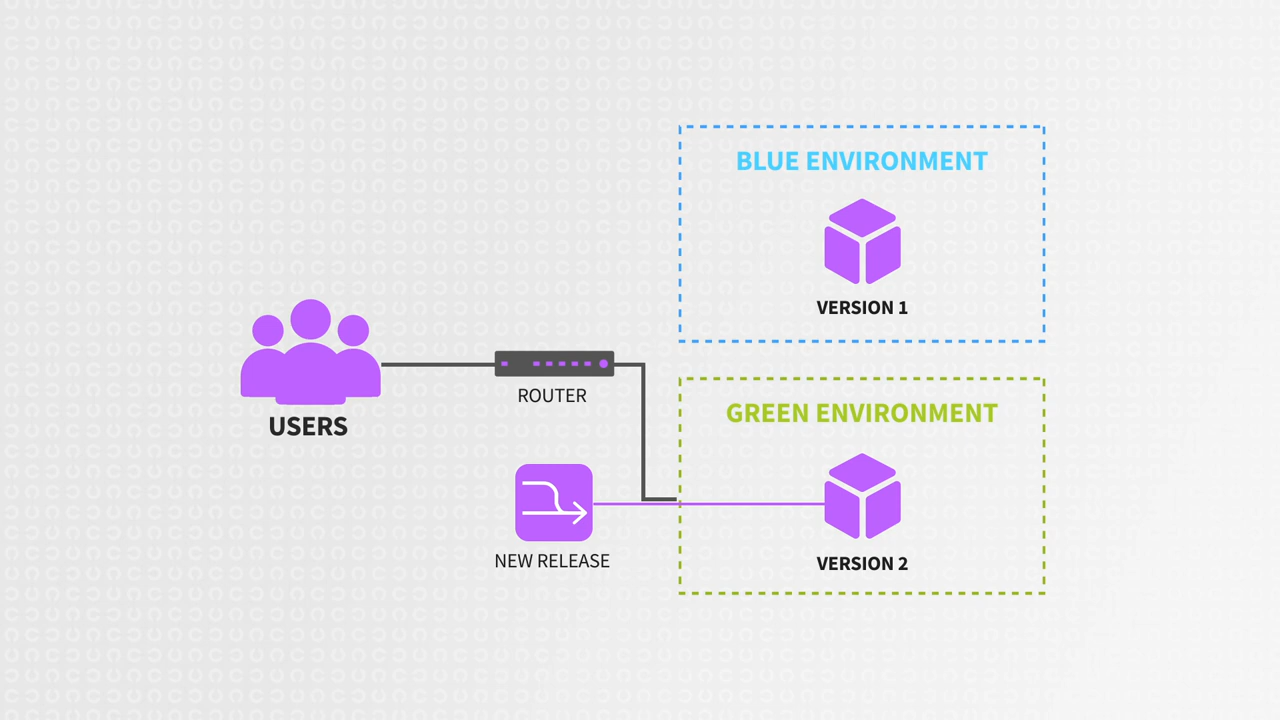 BLUE ENVIRONMENT
VERSION 1
USERS
ROUTER
NEW RELEASE
GREEN ENVIRONMENT
VERSION 2